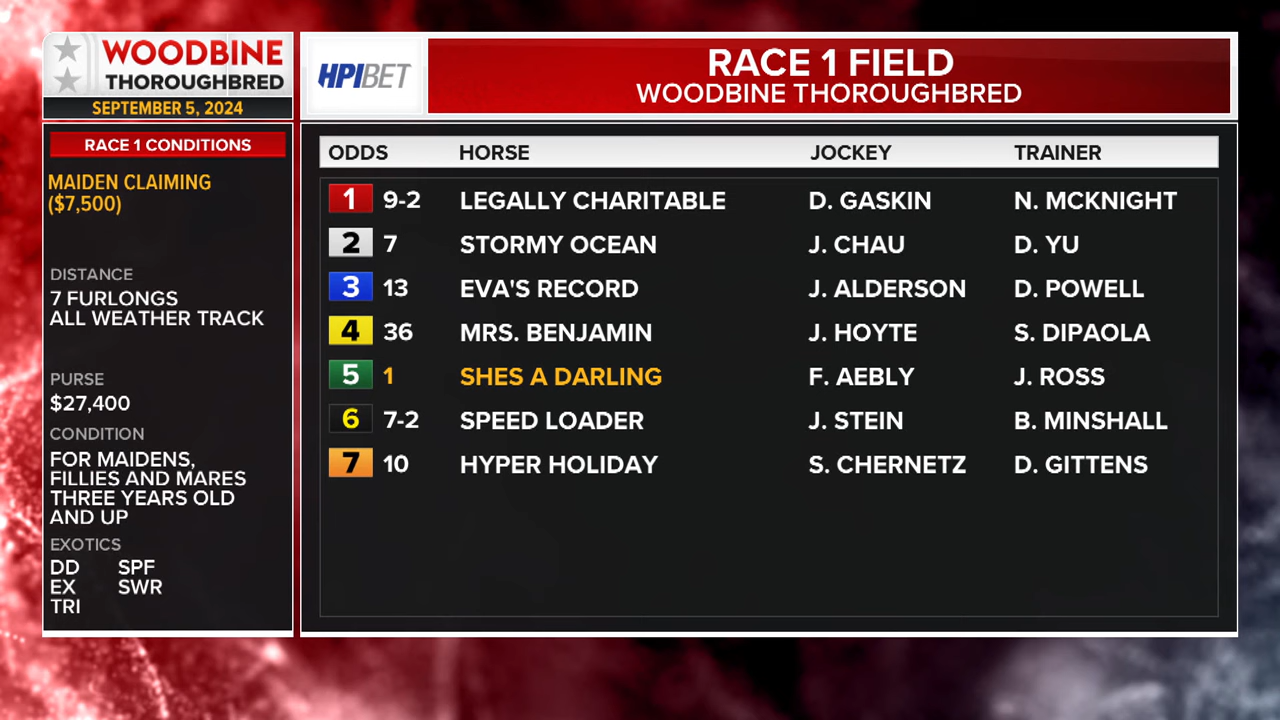 WOODBINE
THOROUGHBRED
SEPTEMBER 5, 2024
RACE 1 CONDITIONS
MAIDEN CLAIMING
($7,500)
DISTANCE
7 FURLONGS
ALL WEATHER TRACK
PURSE
$27,400
CONDITION
FOR MAIDENS,
FILLIES AND MARES
THREE YEARS OLD
AND UP
EXOTICS
DD SPF
EX SWR
TRI
HPIBET
RACE 1 FIELD
WOODBINE THOROUGHBRED
ODDS HORSE JOCKEY TRAINER
1 9-2 LEGALLY CHARITABLE D. GASKIN N. MCKNIGHT
2 7 STORMY OCEAN J. CHAU D. YU
3 13 EVA'S RECORD J. ALDERSON D. POWELL
4 36 MRS. BENJAMIN J. HOYTE S. DIPAOLA
5 1 SHES A DARLING F. AEBLY J. ROSS
6 7-2 SPEED LOADER J. STEIN B. MINSHALL
7 10 HYPER HOLIDAY S. CHERNETZ D. GITTENS